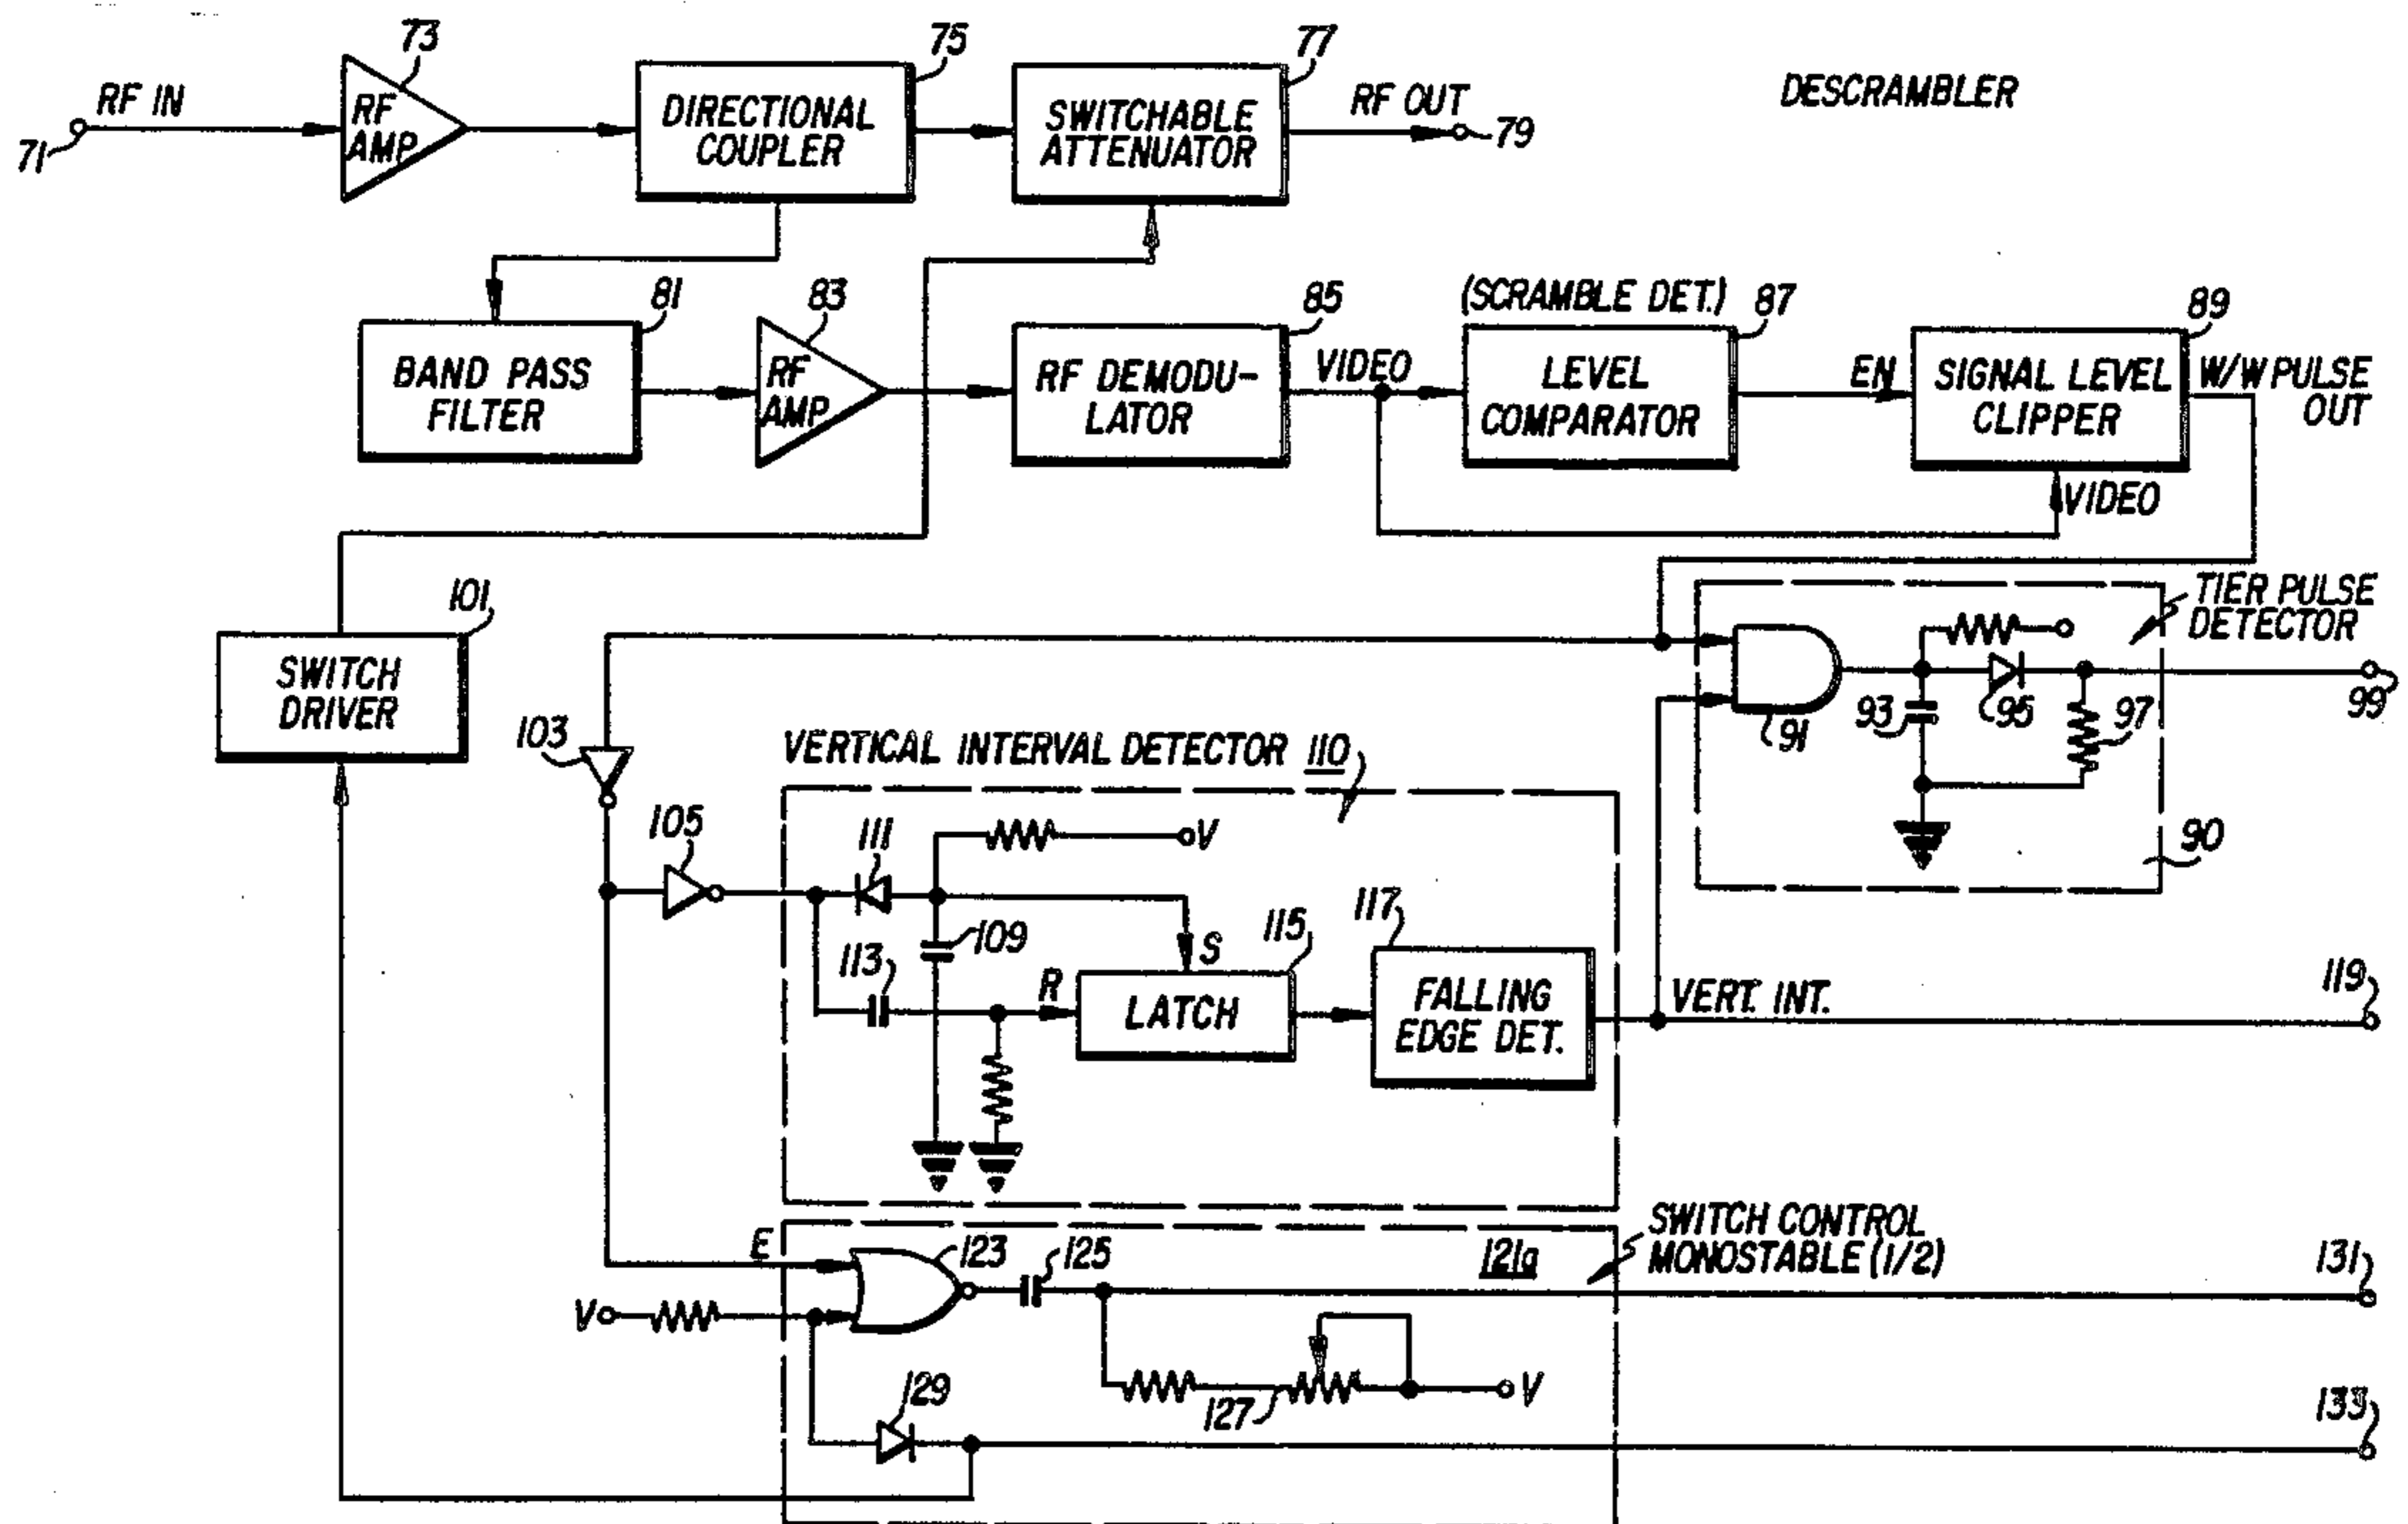 73
75
77
RF IN
RF AMP
DIRECTIONAL COUPLER
SWITCHABLE ATTENUATOR
RF OUT
DESCRAMBLER
71
79
81
83
85
(SCRAMBLE DET.)
87
89
BAND PASS FILTER
RF AMP
RF DEMODU-
LATOR
VIDEO
LEVEL COMPARATOR
EN
SIGNAL LEVEL CLIPPER
W/W PULSE OUT
VIDEO
101
SWITCH DRIVER
TIER PULSE DETECTOR
103
91
93
95
97
99
VERTICAL INTERVAL DETECTOR 110
90
105
111
V
109
113
S
R
115
LATCH
117
FALLING EDGE DET.
VERT. INT.
119
E
123
125
121a
SWITCH CONTROL MONOSTABLE (1/2)
131
V
127
V
129
133